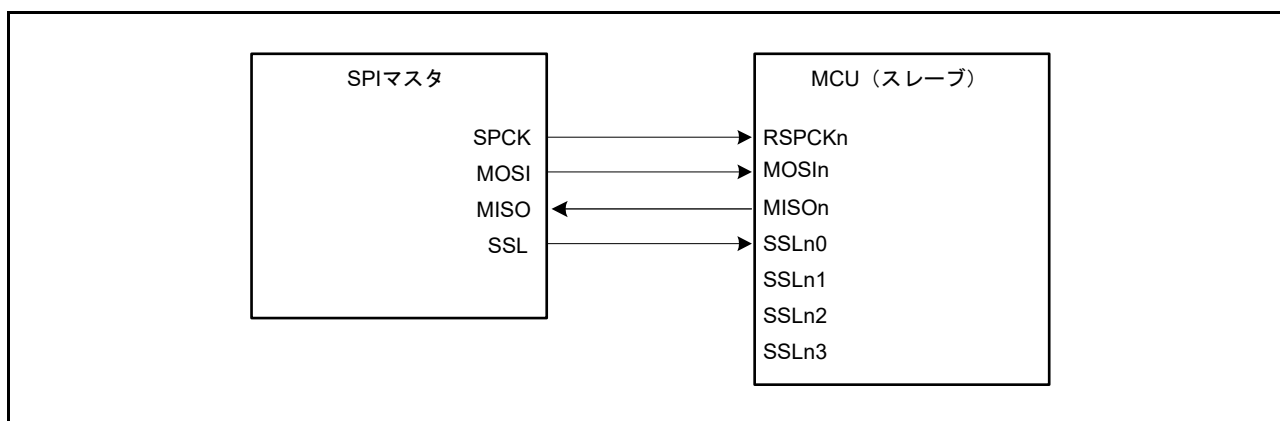 SPIマスタ
SPCK
MOSI
MISO
SSL
MCU（スレーブ）
RSPCKn
MOSIn
MISOn
SSLn0
SSLn1
SSLn2
SSLn3